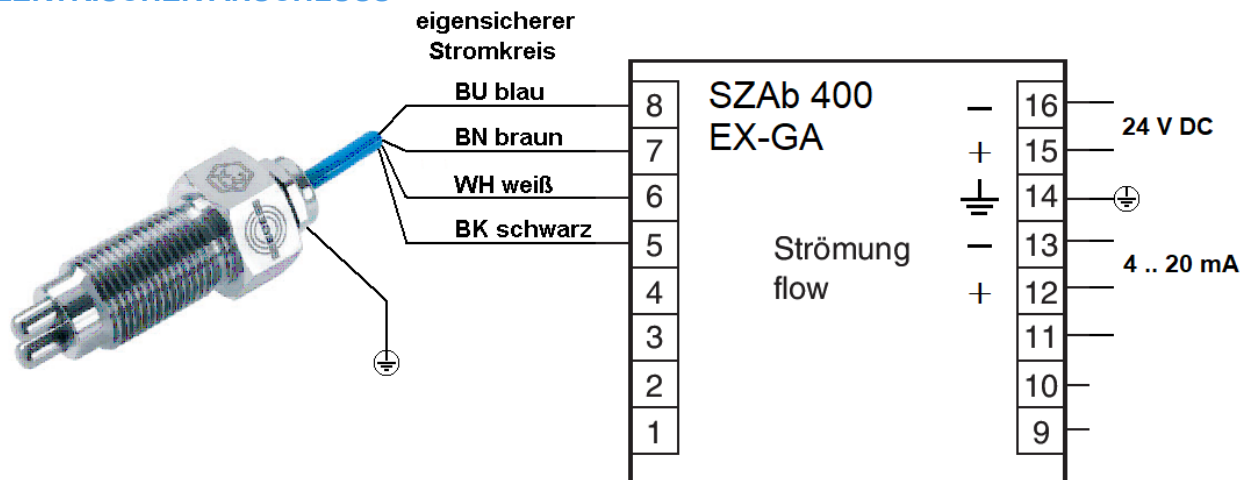 eigensicherer
Stromkreis
BU blau
BN braun
WH weiß
BK schwarz
SZAb 400
EX-GA
8
7
6
5
4
3
2
1
Strömung
flow
−
+
−
+
16
15
14
13
12
11
10
9
24 V DC
4 .. 20 mA